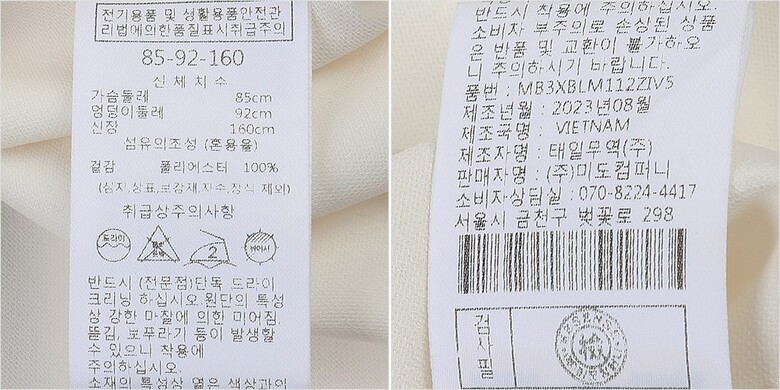 전기용품 및 생활용품안전관
리법에의한품질표시취급주의
85-92-160
신체치수
가슴둘레 85cm
엉덩이둘레 92cm
신장 160cm
섬유의조성 (혼용율)
겉감 폴리에스터 100%
(심지,상표,보강재,자수,장식 제외)
취급상주의사항
드라이
2
반드시 (전문점)단독 드라이
크리닝 하십시오.원단의 특성
상 강한 마찰에 의한 미어짐,
뜯김, 보푸라기 등이 발생할
수 있으니 착용에
주의하십시오.
소재의 특성상 옅은 색상과의
반드시 착용에 주의하십시오.
소비자 부주의로 손상된 상품
은 반품 및 교환이 불가하오
니 주의하시기 바랍니다.
품번 : MB3XBLM112ZIV5
제조년월 : 2023년08월
제조국명 : VIETNAM
제조자명 : 태일무역(주)
판매자명 : (주)미도컴퍼니
소비자상담실 : 070-8224-4417
서울시 금천구 벚꽃로 298
검사필